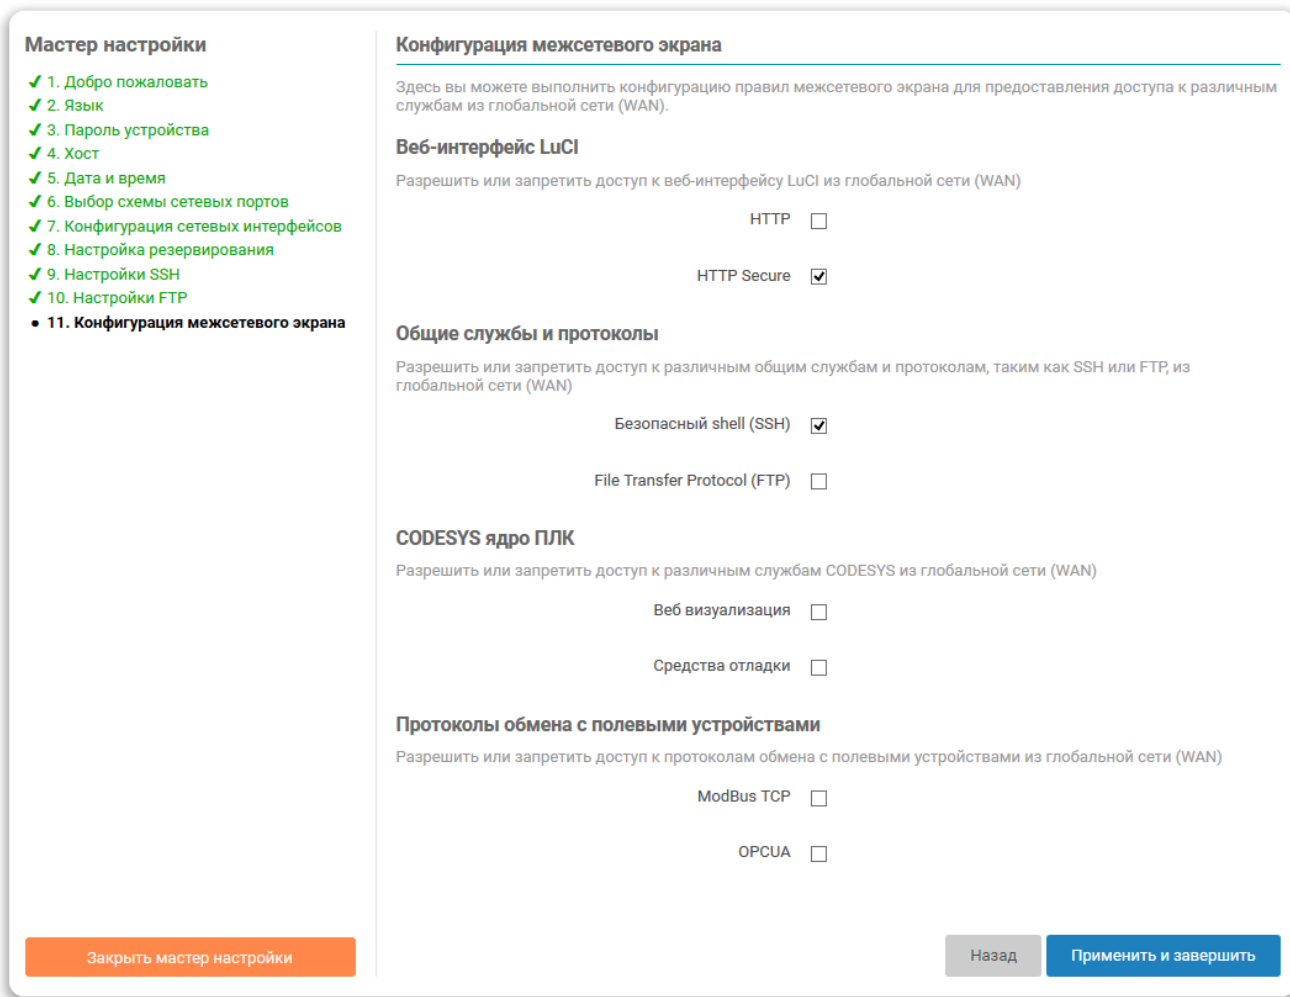 Мастер настройки
✔ 1. Добро пожаловать
✔ 2. Язык
✔ 3. Пароль устройства
✔ 4. Хост
✔ 5. Дата и время
✔ 6. Выбор схемы сетевых портов
✔ 7. Конфигурация сетевых интерфейсов
✔ 8. Настройка резервирования
✔ 9. Настройки SSH
✔ 10. Настройки FTP
• 11. Конфигурация межсетевого экрана
Закрыть мастер настройки
Конфигурация межсетевого экрана
Здесь вы можете выполнить конфигурацию правил межсетевого экрана для предоставления доступа к различным
службам из глобальной сети (WAN).
Веб-интерфейс LuCI
Разрешить или запретить доступ к веб-интерфейсу LuCI из глобальной сети (WAN)
HTTP
HTTP Secure
Общие службы и протоколы
Разрешить или запретить доступ к различным общим службам и протоколам, таким как SSH или FTP, из
глобальной сети (WAN)
Безопасный shell (SSH)
File Transfer Protocol (FTP)
CODESYS ядро ПЛК
Разрешить или запретить доступ к различным службам CODESYS из глобальной сети (WAN)
Веб визуализация
Средства отладки
Протоколы обмена с полевыми устройствами
Разрешить или запретить доступ к протоколам обмена с полевыми устройствами из глобальной сети (WAN)
ModBus TCP
OPCUA
Назад
Применить и завершить